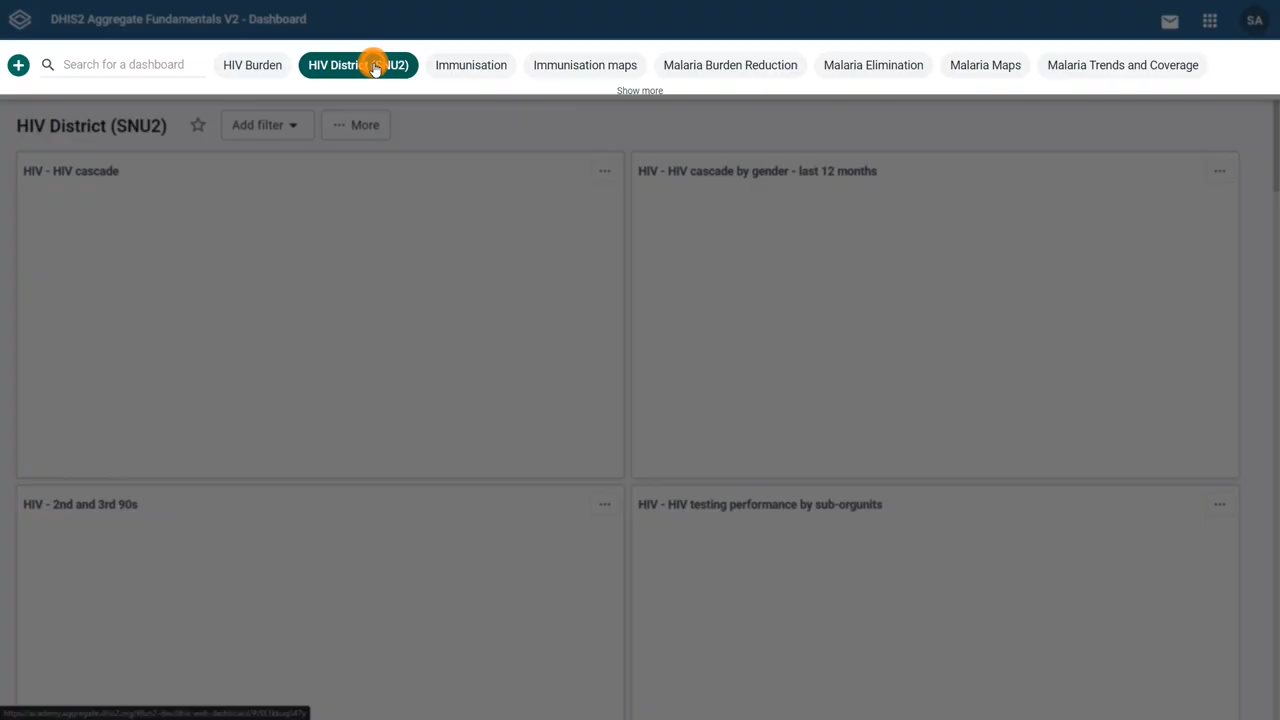 DHIS2 Aggregate Fundamentals V2 - Dashboard
SA
Search for a dashboard
HIV Burden
HIV District (SNU2)
Immunisation
Immunisation maps
Malaria Burden Reduction
Malaria Elimination
Malaria Maps
Malaria Trends and Coverage
Show more
HIV District (SNU2)
Add filter
More
HIV - HIV cascade
HIV - HIV cascade by gender - last 12 months
HIV - 2nd and 3rd 90s
HIV - HIV testing performance by sub-orgunits